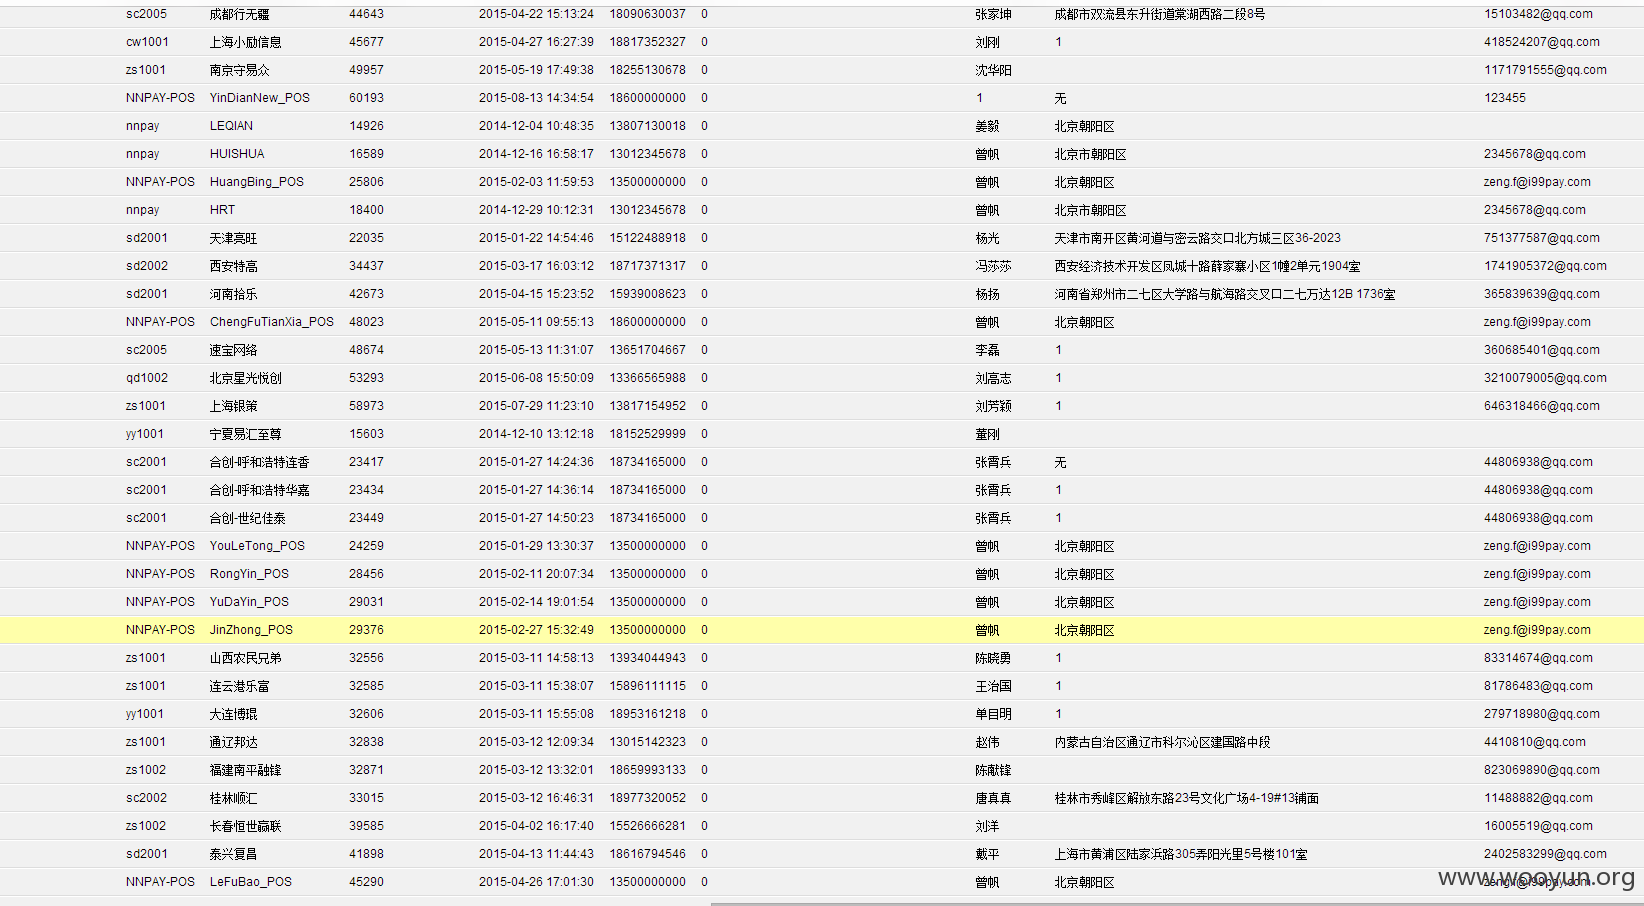 sc2005 成都行无疆 44643 2015-04-22 15:13:24 18090630037 0 张家坤 成都市双流县东升街道棠湖西路二段8号 15103482@qq.com
cw1001 上海小励信息 45677 2015-04-27 16:27:39 18817352327 0 刘刚 1 418524207@qq.com
zs1001 南京守易众 49957 2015-05-19 17:49:38 18255130678 0 沈华阳 1171791555@qq.com
NNPAY-POS YinDianNew_POS 60193 2015-08-13 14:34:54 18600000000 0 1 无 123455
nnpay LEQIAN 14926 2014-12-04 10:48:35 13807130018 0 姜毅 北京朝阳区
nnpay HUISHUA 16589 2014-12-16 16:58:17 13012345678 0 曾帆 北京市朝阳区 2345678@qq.com
NNPAY-POS HuangBing_POS 25806 2015-02-03 11:59:53 13500000000 0 曾帆 北京朝阳区 zeng.f@i99pay.com
nnpay HRT 18400 2014-12-29 10:12:31 13012345678 0 曾帆 北京市朝阳区 2345678@qq.com
sd2001 天津亮旺 22035 2015-01-22 14:54:46 15122488918 0 杨光 天津市南开区黄河道与密云路交口北方城三区36-2023 751377587@qq.com
sd2002 西安特高 34437 2015-03-17 16:03:12 18717371317 0 冯莎莎 西安经济技术开发区凤城十路薛家寨小区1幢2单元1904室 1741905372@qq.com
sd2001 河南拾乐 42673 2015-04-15 15:23:52 15939008623 0 杨扬 河南省郑州市二七区大学路与航海路交叉口二七万达12B 1736室 365839639@qq.com
NNPAY-POS ChengFuTianXia_POS 48023 2015-05-11 09:55:13 18600000000 0 曾帆 北京朝阳区 zeng.f@i99pay.com
sc2005 速宝网络 48674 2015-05-13 11:31:07 13651704667 0 李磊 1 360685401@qq.com
qd1002 北京星光悦创 53293 2015-06-08 15:50:09 13366565988 0 刘高志 1 3210079005@qq.com
zs1001 上海银策 58973 2015-07-29 11:23:10 13817154952 0 刘芳颖 1 646318466@qq.com
yy1001 宁夏易汇至尊 15603 2014-12-10 13:12:18 18152529999 0 董刚
sc2001 合创-呼和浩特连香 23417 2015-01-27 14:24:36 18734165000 0 张霄兵 无 44806938@qq.com
sc2001 合创-呼和浩特华嘉 23434 2015-01-27 14:36:14 18734165000 0 张霄兵 1 44806938@qq.com
sc2001 合创-世纪佳泰 23449 2015-01-27 14:50:23 18734165000 0 张霄兵 1 44806938@qq.com
NNPAY-POS YouLeTong_POS 24259 2015-01-29 13:30:37 13500000000 0 曾帆 北京朝阳区 zeng.f@i99pay.com
NNPAY-POS RongYin_POS 28456 2015-02-11 20:07:34 13500000000 0 曾帆 北京朝阳区 zeng.f@i99pay.com
NNPAY-POS YuDaYin_POS 29031 2015-02-14 19:01:54 13500000000 0 曾帆 北京朝阳区 zeng.f@i99pay.com
NNPAY-POS JinZhong_POS 29376 2015-02-27 15:32:49 13500000000 0 曾帆 北京朝阳区 zeng.f@i99pay.com
zs1001 山西农民兄弟 32556 2015-03-11 14:58:13 13934044943 0 陈晓勇 1 83314674@qq.com
zs1001 连云港乐富 32585 2015-03-11 15:38:07 15896111115 0 王治国 1 81786483@qq.com
yy1001 大连博琨 32606 2015-03-11 15:55:08 18953161218 0 单目明 1 279718980@qq.com
zs1001 通辽邦达 32838 2015-03-12 12:09:34 13015142323 0 赵伟 内蒙古自治区通辽市科尔沁区建国路中段 4410810@qq.com
zs1002 福建南平融锋 32871 2015-03-12 13:32:01 18659993133 0 陈献锋 823069890@qq.com
sc2002 桂林顺汇 33015 2015-03-12 16:46:31 18977320052 0 唐真真 桂林市秀峰区解放东路23号文化广场4-19#13铺面 11488882@qq.com
zs1002 长春恒世赢联 39585 2015-04-02 16:17:40 15526666281 0 刘洋 16005519@qq.com
sd2001 泰兴复昌 41898 2015-04-13 11:44:43 18616794546 0 戴平 上海市黄浦区陆家浜路305弄阳光里5号楼101室 2402583299@qq.com
NNPAY-POS LeFuBao_POS 45290 2015-04-26 17:01:30 13500000000 0 曾帆 北京朝阳区 zeng.f@i99pay.com
www.wooyun.org